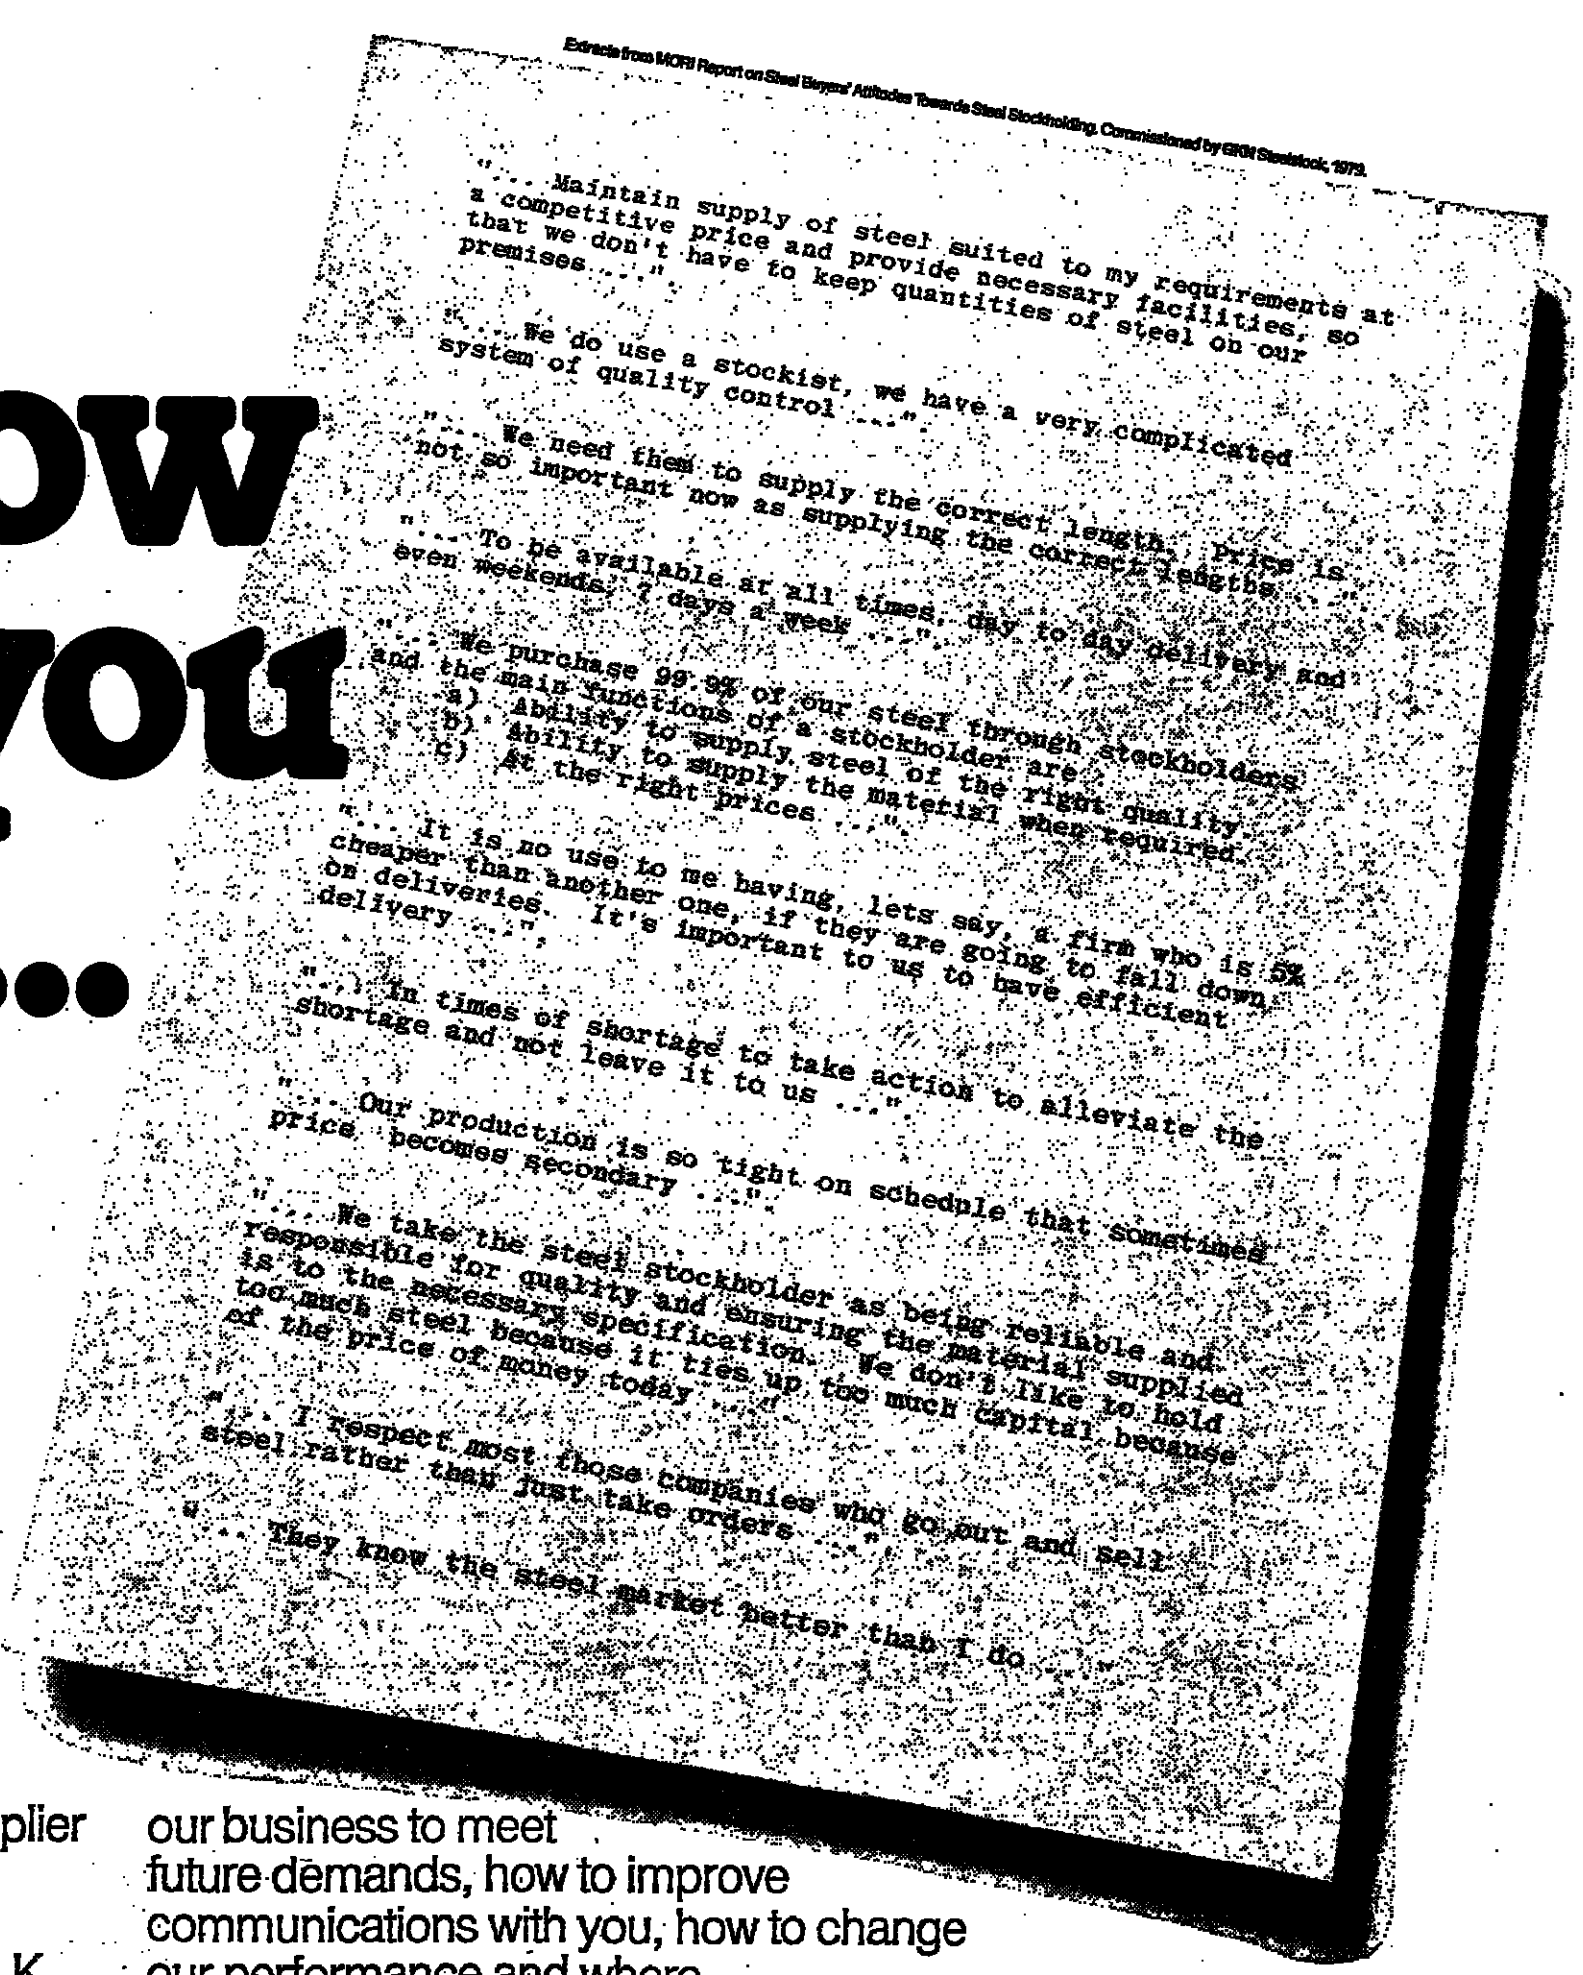 Extracts from MORI Report on Steel Buyers' Attitudes Towards Steel Stockholding. Commissioned by GKN Steelstock, 1979.
"... Maintain supply of steel suited to my requirements at
a competitive price and provide necessary facilities, so
that we don't have to keep quantities of steel on our
premises ...".
"... We do use a stockist, we have a very complicated
system of quality control ...".
"... We need them to supply the correct length. Price is
not so important now as supplying the correct lengths ...".
"... To be available at all times, day to day delivery and
even weekends, 7 days a week ...".
"... We purchase 99.9% of our steel through stockholders
and the main functions of a stockholder are
a) Ability to supply steel of the right quality.
b) Ability to supply the material when required.
c) At the right prices ...".
"... It is no use to me having, lets say, a firm who is 5%
cheaper than another one, if they are going to fall down
on deliveries. It's important to us to have efficient
delivery ...".
"... In times of shortage to take action to alleviate the
shortage and not leave it to us ...".
"... Our production is so tight on schedule that sometimes
price becomes secondary ...".
"... We take the steel stockholder as being reliable and
responsible for quality and ensuring the material supplied
is to the necessary specification. We don't like to hold
too much steel because it ties up too much capital because
of the price of money today ...".
"... I respect most those companies who go out and sell
steel rather than just take orders ...".
"... They know the steel market better than I do ..."
ow
you
...
plier
K
our business to meet
future demands, how to improve
communications with you, how to change
our performance and where